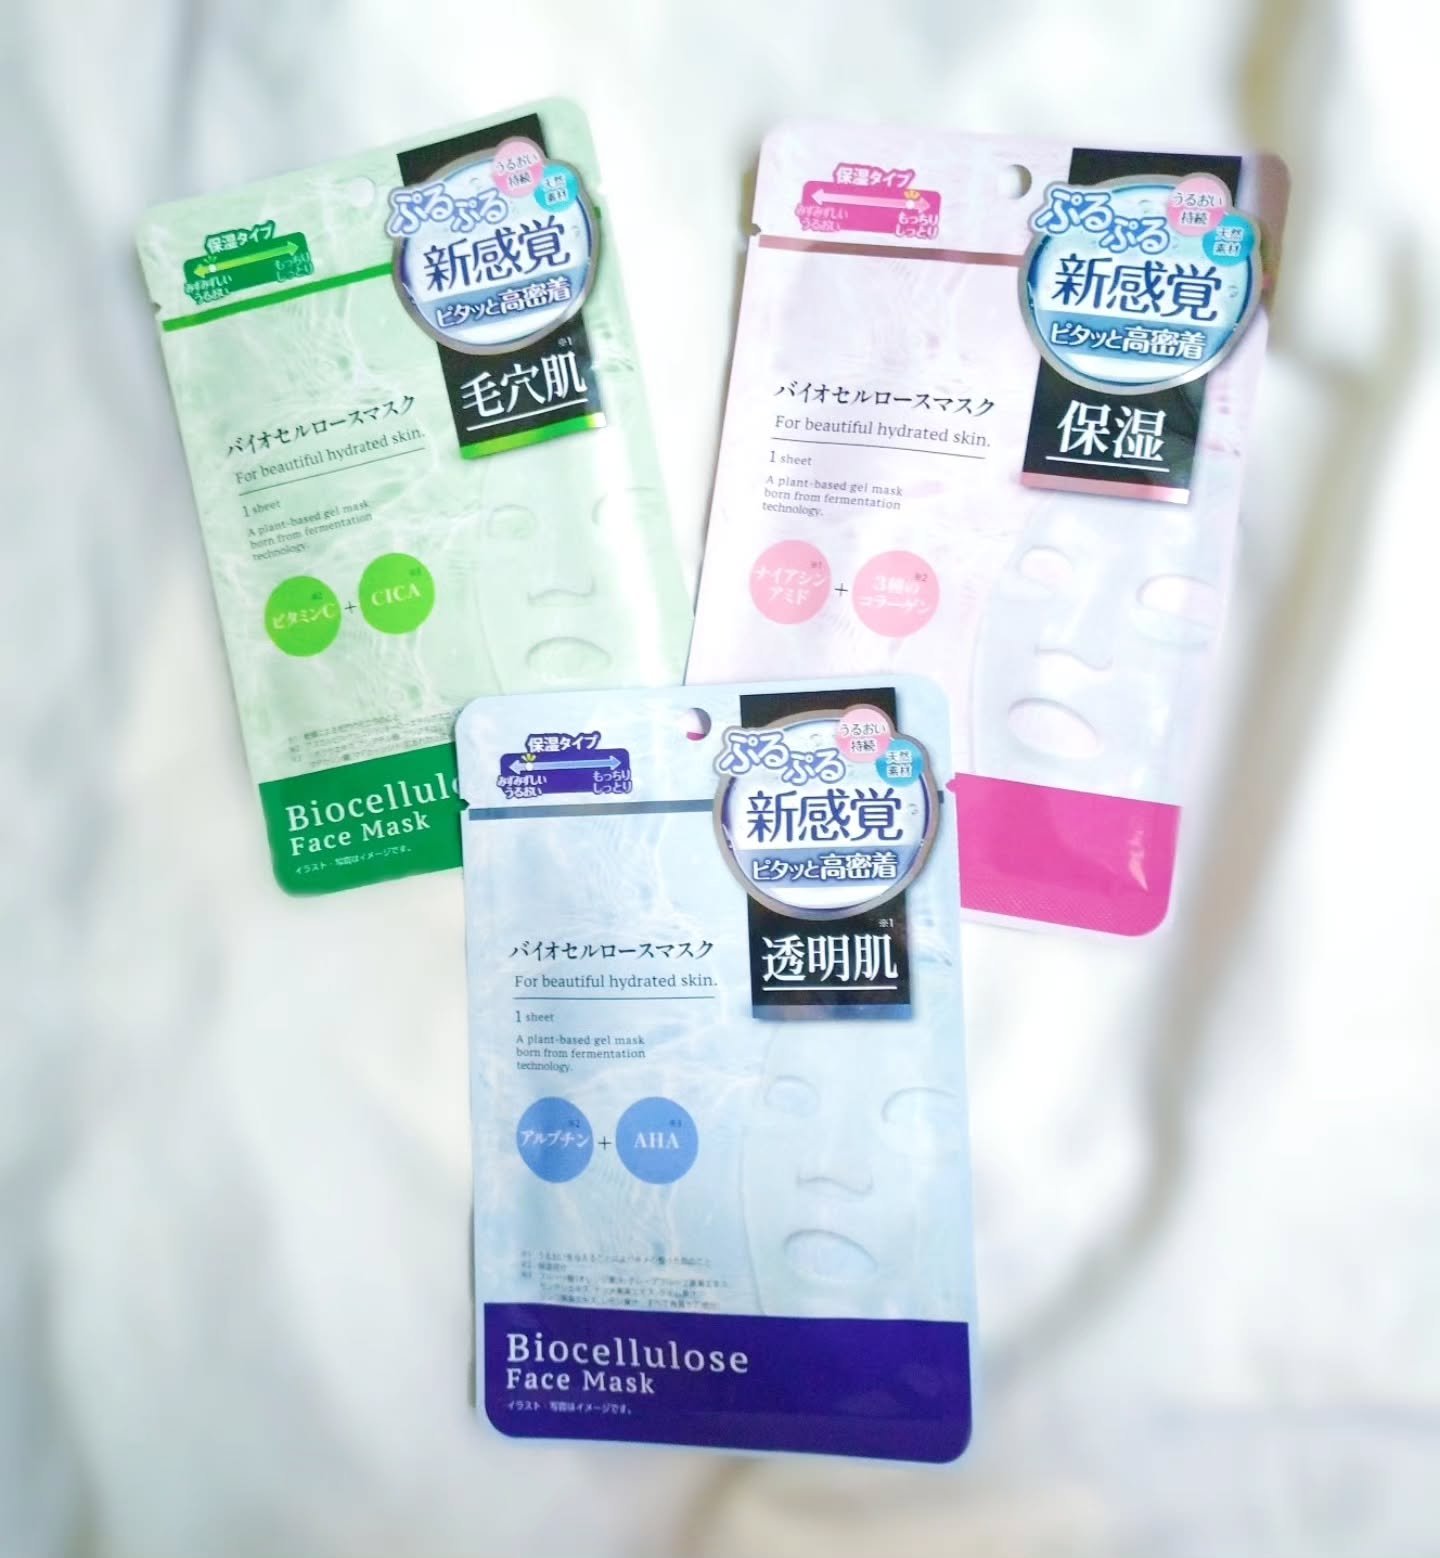 保湿タイプ
みずみずしい
うるおい
もっちり
しっとり
ぷるぷる
うるおい
持続
天然
素材
新感覚
ピタッと高密着
毛穴肌
※1
バイオセルロースマスク
For beautiful hydrated skin.
1 sheet
A plant-based gel mask
born from fermentation
technology.
ビタミンC
※2
+
CICA
※3
Biocellulo
Face Mask
イラスト・写真はイメージです。
保湿タイプ
みずみずしい
うるおい
もっちり
しっとり
ぷるぷる
うるおい
持続
天然
素材
新感覚
ピタッと高密着
保湿
バイオセルロースマスク
For beautiful hydrated skin.
1 sheet
A plant-based gel mask
born from fermentation
technology.
ナイアシン
アミド
※1
+
3種の
コラーゲン
※2
保湿タイプ
みずみずしい
うるおい
もっちり
しっとり
ぷるぷる
うるおい
持続
天然
素材
新感覚
ピタッと高密着
透明肌
※1
バイオセルロースマスク
For beautiful hydrated skin.
1 sheet
A plant-based gel mask
born from fermentation
technology.
アルブチン
※2
+
AHA
※3
Biocellulose
Face Mask
イラスト・写真はイメージです。